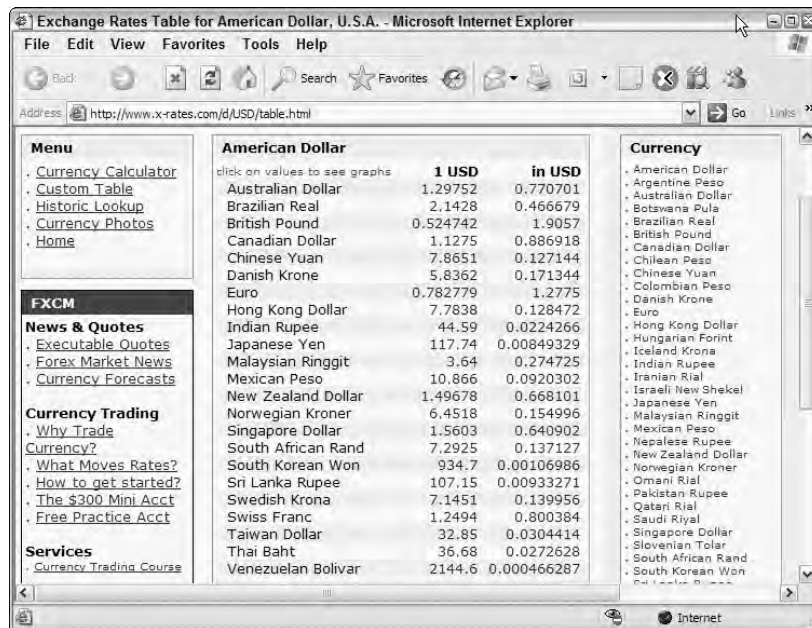 Exchange Rates Table for American Dollar, U.S.A. - Microsoft Internet Explorer
File Edit View Favorites Tools Help
Back Search Favorites
Address http://www.x-rates.com/d/USD/table.html Go Links »
Menu
. Currency Calculator
. Custom Table
. Historic Lookup
. Currency Photos
. Home
FXCM
News & Quotes
. Executable Quotes
. Forex Market News
. Currency Forecasts
Currency Trading
. Why Trade
Currency?
. What Moves Rates?
. How to get started?
. The $300 Mini Acct
. Free Practice Acct
Services
. Currency Trading Course
American Dollar
click on values to see graphs 1 USD in USD
Australian Dollar 1.29752 0.770701
Brazilian Real 2.1428 0.466679
British Pound 0.524742 1.9057
Canadian Dollar 1.1275 0.886918
Chinese Yuan 7.8651 0.127144
Danish Krone 5.8362 0.171344
Euro 0.782779 1.2775
Hong Kong Dollar 7.7838 0.128472
Indian Rupee 44.59 0.0224266
Japanese Yen 117.74 0.00849329
Malaysian Ringgit 3.64 0.274725
Mexican Peso 10.866 0.0920302
New Zealand Dollar 1.49678 0.668101
Norwegian Kroner 6.4518 0.154996
Singapore Dollar 1.5603 0.640902
South African Rand 7.2925 0.137127
South Korean Won 934.7 0.00106986
Sri Lanka Rupee 107.15 0.00933271
Swedish Krona 7.1451 0.139956
Swiss Franc 1.2494 0.800384
Taiwan Dollar 32.85 0.0304414
Thai Baht 36.68 0.0272628
Venezuelan Bolivar 2144.6 0.000466287
Currency
. American Dollar
. Argentine Peso
. Australian Dollar
. Botswana Pula
. Brazilian Real
. British Pound
. Canadian Dollar
. Chilean Peso
. Chinese Yuan
. Colombian Peso
. Danish Krone
. Euro
. Hong Kong Dollar
. Hungarian Forint
. Iceland Krona
. Indian Rupee
. Iranian Rial
. Israeli New Shekel
. Japanese Yen
. Malaysian Ringgit
. Mexican Peso
. Nepalese Rupee
. New Zealand Dollar
. Norwegian Kroner
. Omani Rial
. Pakistan Rupee
. Qatari Rial
. Saudi Riyal
. Singapore Dollar
. Slovenian Tolar
. South African Rand
. South Korean Won
Internet